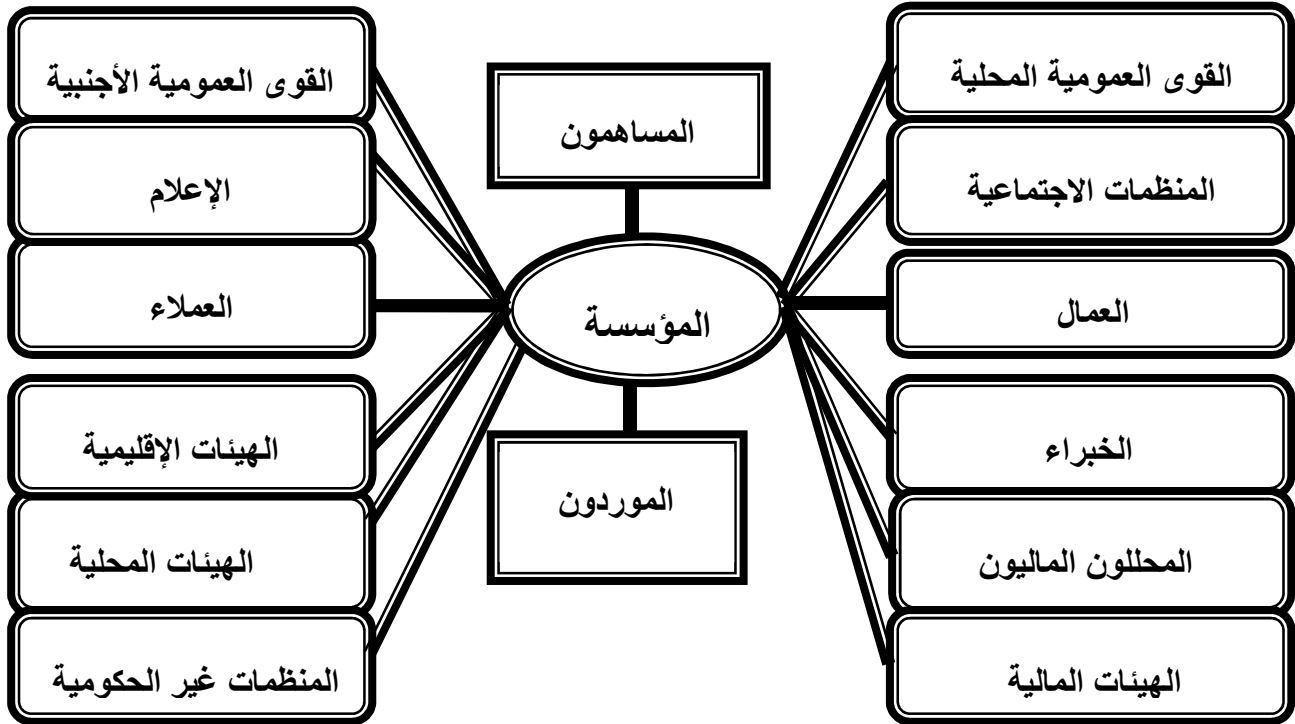 القوى العمومية المحلية
المنظمات الاجتماعية
العمال
الخبراء
المحللون الماليون
الهيئات المالية
المساهمون
المؤسسة
الموردون
القوى العمومية الأجنبية
الإعلام
العملاء
الهيئات الإقليمية
الهيئات المحلية
المنظمات غير الحكومية